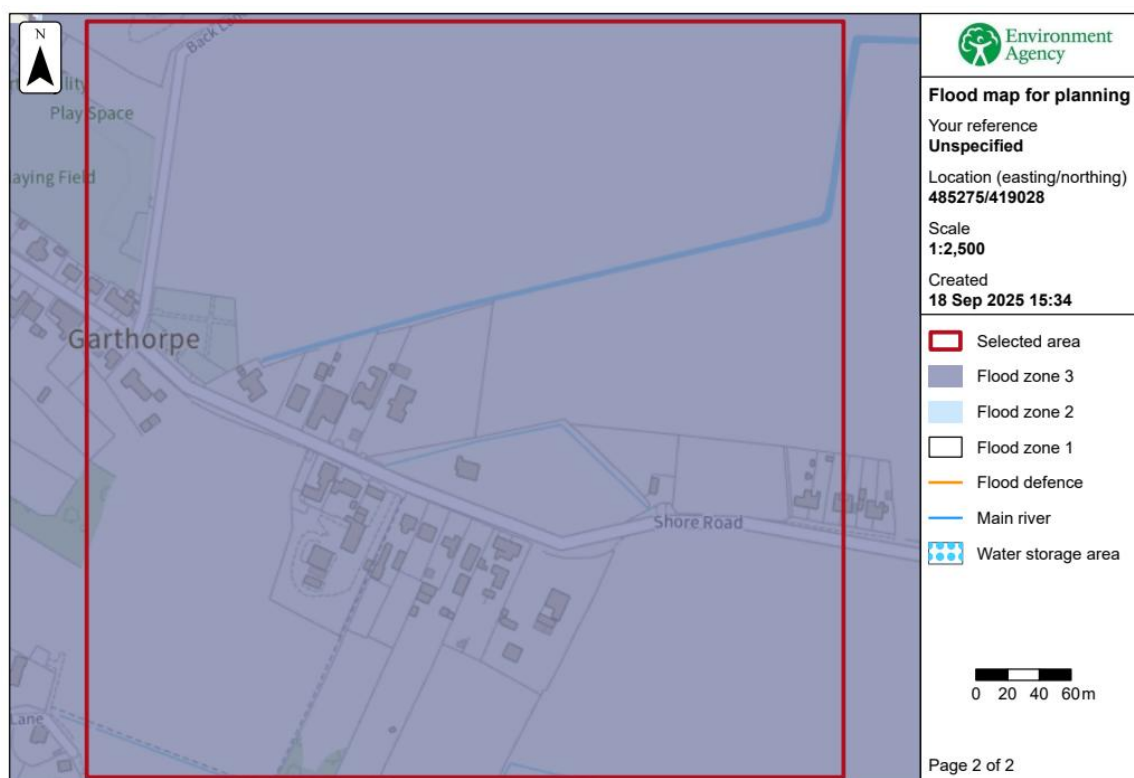 N
Back Lane
Play Space
laying Field
Garthorpe
Shore Road
Lane
Environment
Agency
Flood map for planning
Your reference
Unspecified
Location (easting/northing)
485275/419028
Scale
1:2,500
Created
18 Sep 2025 15:34
Selected area
Flood zone 3
Flood zone 2
Flood zone 1
Flood defence
Main river
Water storage area
0 20 40 60m
Page 2 of 2